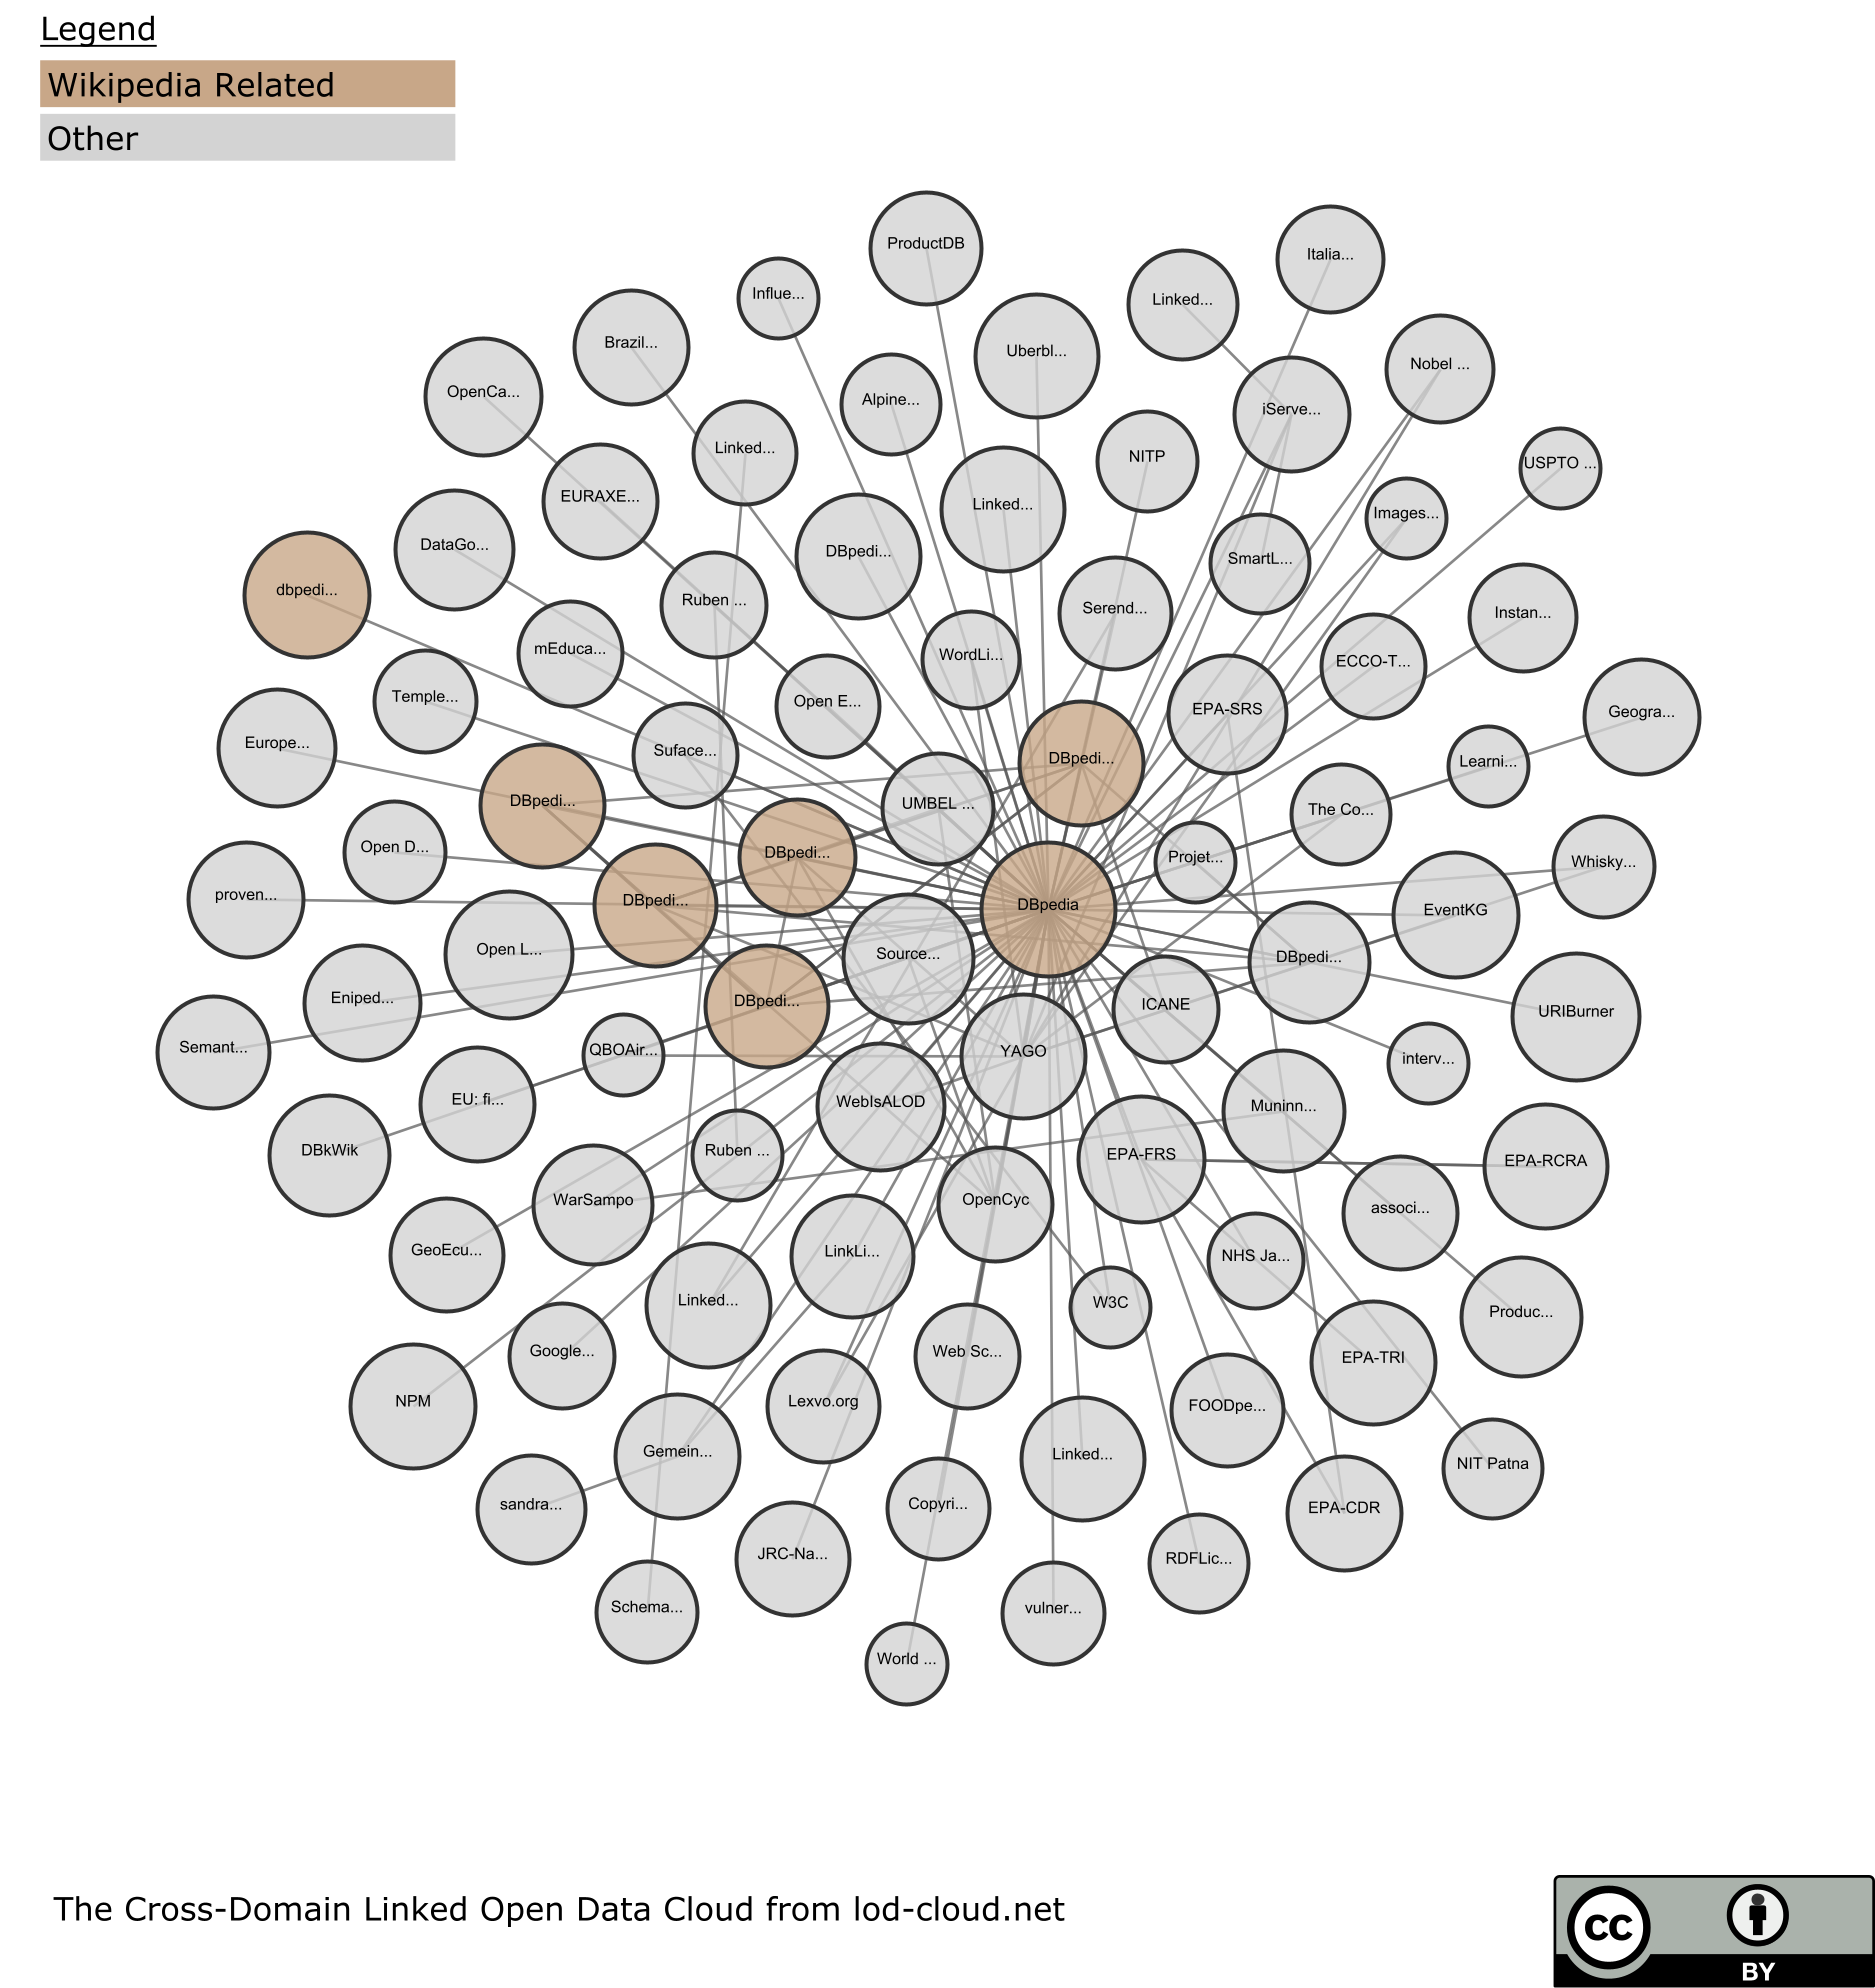 Legend
Wikipedia Related
Other
ProductDB
Italia...
Influe...
Linked...
Brazil...
Uberbl...
Nobel ...
OpenCa...
Alpine...
iServe...
Linked...
NITP
USPTO ...
EURAXE...
Linked...
Images...
DataGo...
DBpedi...
SmartL...
dbpedi...
Ruben ...
Serend...
Instan...
mEduca...
WordLi...
ECCO-T...
Temple...
Open E...
EPA-SRS
Geogra...
Europe...
Suface...
DBpedi...
Learni...
DBpedi...
UMBEL ...
The Co...
Open D...
DBpedi...
Projet...
Whisky...
proven...
DBpedi...
DBpedia
EventKG
Open L...
Source...
DBpedi...
Eniped...
DBpedi...
ICANE
URIBurner
Semant...
QBOAir...
YAGO
interv...
EU: fi...
WebIsALOD
Muninn...
DBkWik
Ruben ...
EPA-FRS
EPA-RCRA
WarSampo
OpenCyc
associ...
GeoEcu...
LinkLi...
NHS Ja...
Linked...
W3C
Produc...
Google...
Web Sc...
EPA-TRI
NPM
Lexvo.org
FOODpe...
Gemein...
Linked...
NIT Patna
sandra...
Copyri...
EPA-CDR
JRC-Na...
RDFLic...
Schema...
vulner...
World ...
The Cross-Domain Linked Open Data Cloud from lod-cloud.net
cc
BY